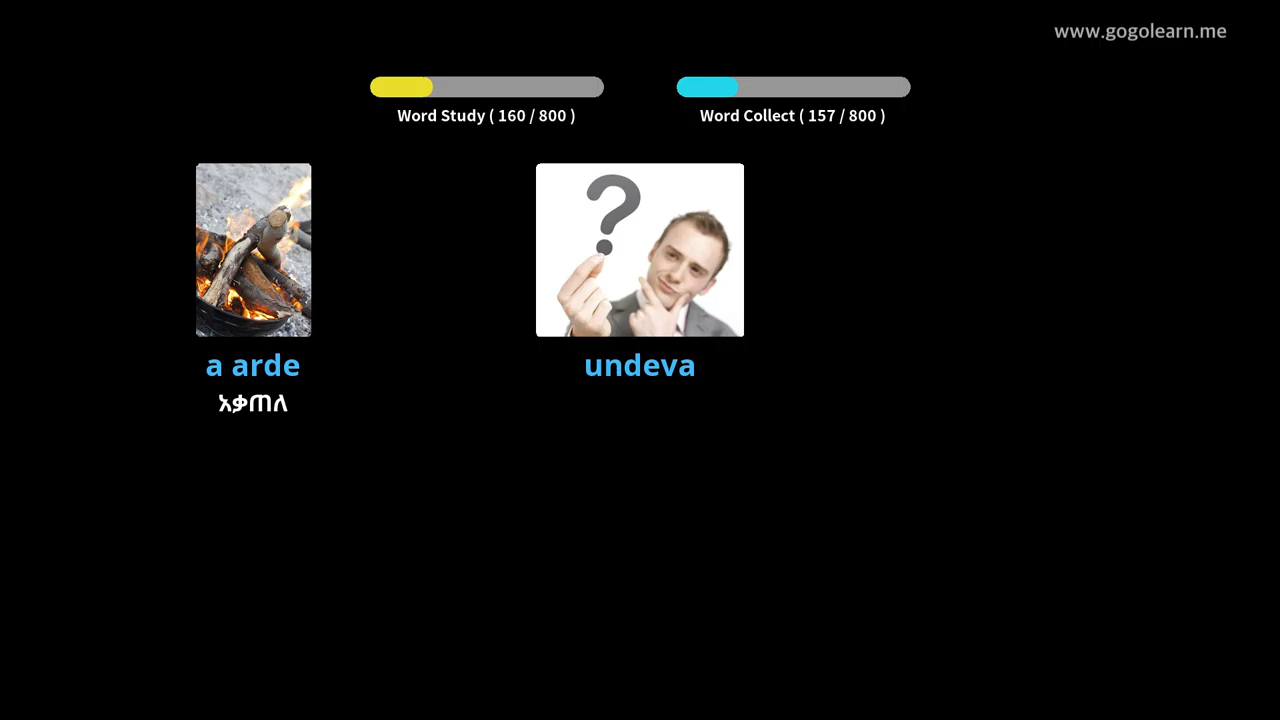 www.gogolearn.me
Word Study ( 160 / 800 )
Word Collect ( 157 / 800 )
a arde
አቃጠለ
undeva